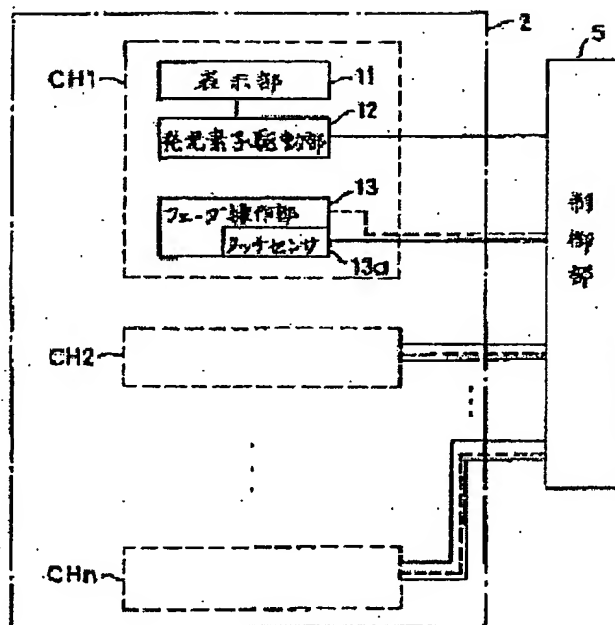 2
5
CH1
表示部
11
12
発光素子駆動部
13
フェーダ操作部
タッチセンサ
13a
制御部
CH2
CHn